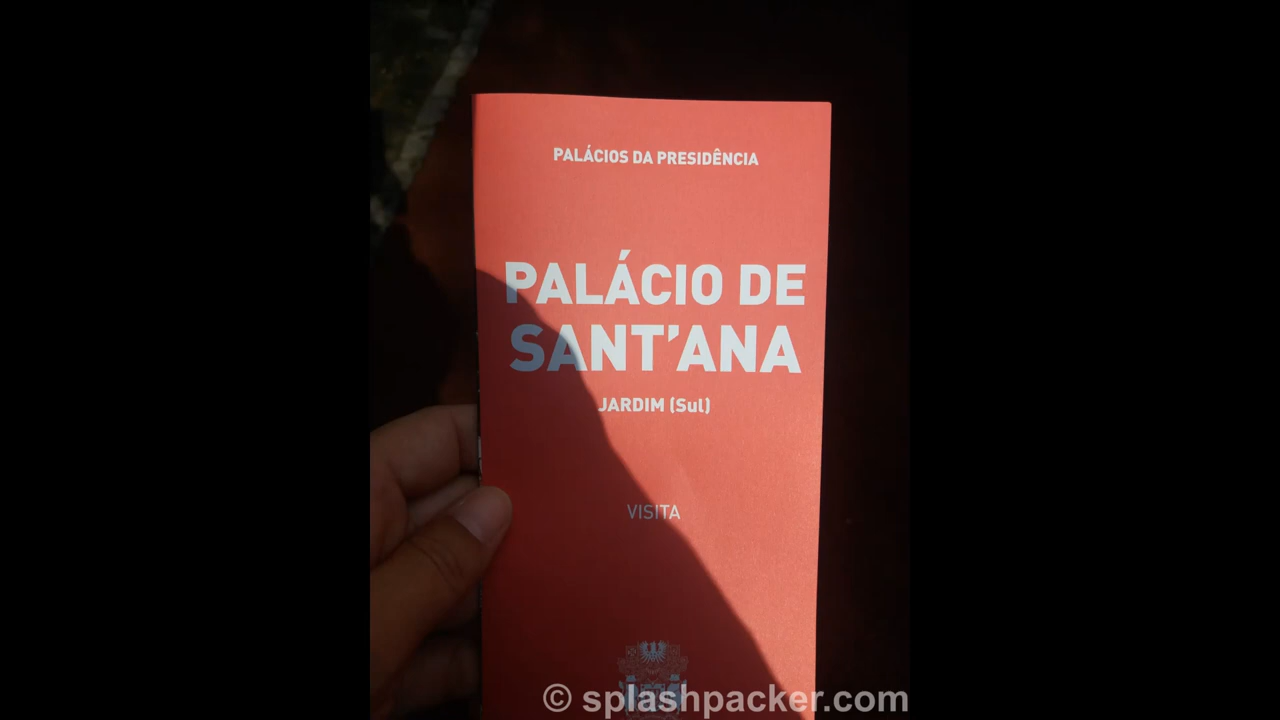 PALÁCIOS DA PRESIDÊNCIA
PALÁCIO DE
SANT'ANA
JARDIM (Sul)
VISITA
© splashpacker.com